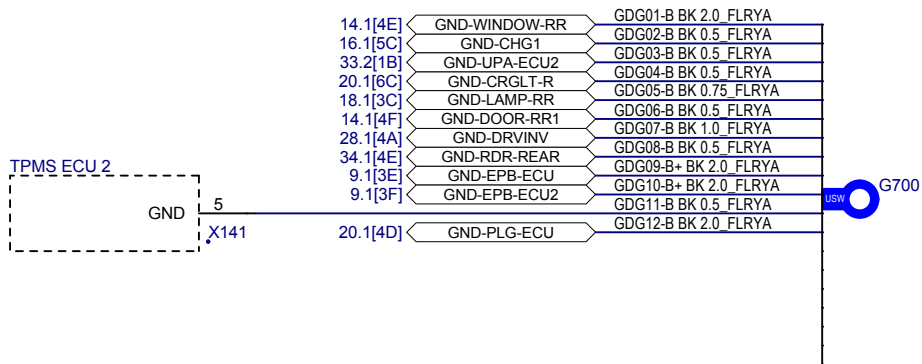 14.1[4E] GND-WINDOW-RR GDG01-B BK 2.0_FLRYA
16.1[5C] GND-CHG1 GDG02-B BK 0.5_FLRYA
33.2[1B] GND-UPA-ECU2 GDG03-B BK 0.5_FLRYA
20.1[6C] GND-CRGLT-R GDG04-B BK 0.5_FLRYA
18.1[3C] GND-LAMP-RR GDG05-B BK 0.75_FLRYA
14.1[4F] GND-DOOR-RR1 GDG06-B BK 0.5_FLRYA
28.1[4A] GND-DRVINV GDG07-B BK 1.0_FLRYA
34.1[4E] GND-RDR-REAR GDG08-B BK 0.5_FLRYA
TPMS ECU 2
9.1[3E] GND-EPB-ECU GDG09-B+ BK 2.0_FLRYA
9.1[3F] GND-EPB-ECU2 GDG10-B+ BK 2.0_FLRYA
G700
USW
GND 5 GDG11-B BK 0.5_FLRYA
X141
20.1[4D] GND-PLG-ECU GDG12-B BK 2.0_FLRYA